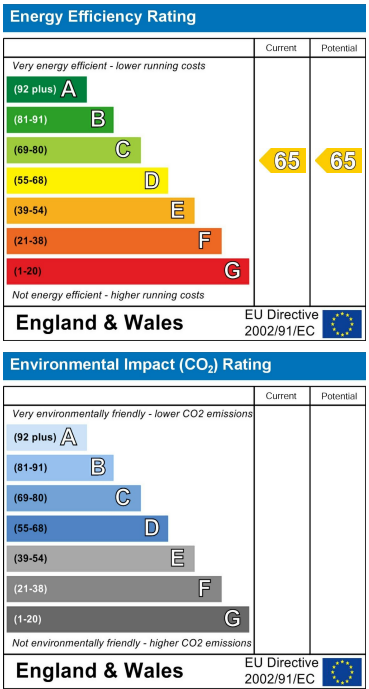 Energy Efficiency Rating
Current Potential
Very energy efficient - lower running costs
(92 plus) A
(81-91) B
(69-80) C
65 65
(55-68) D
(39-54) E
(21-38) F
(1-20) G
Not energy efficient - higher running costs
England & Wales
EU Directive
2002/91/EC
Environmental Impact (CO₂) Rating
Current Potential
Very environmentally friendly - lower CO2 emissions
(92 plus) A
(81-91) B
(69-80) C
(55-68) D
(39-54) E
(21-38) F
(1-20) G
Not environmentally friendly - higher CO2 emissions
England & Wales
EU Directive
2002/91/EC